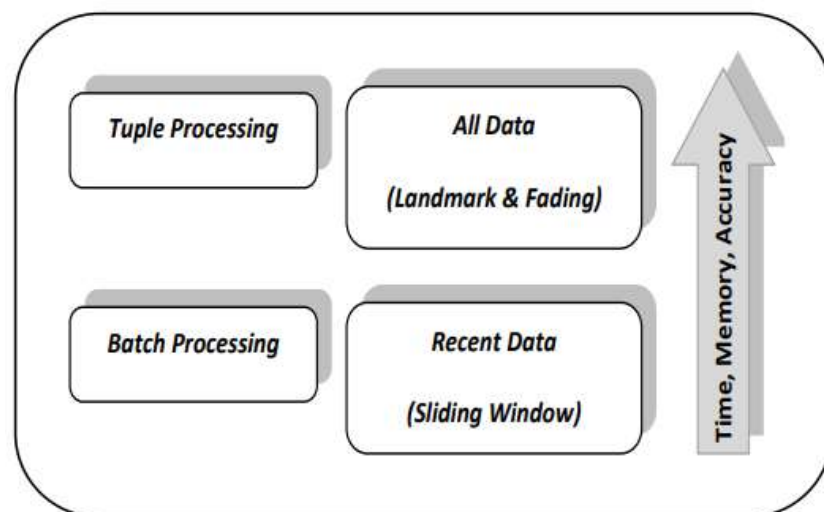 Tuple Processing
All Data
(Landmark & Fading)
Batch Processing
Recent Data
(Sliding Window)
Time, Memory, Accuracy